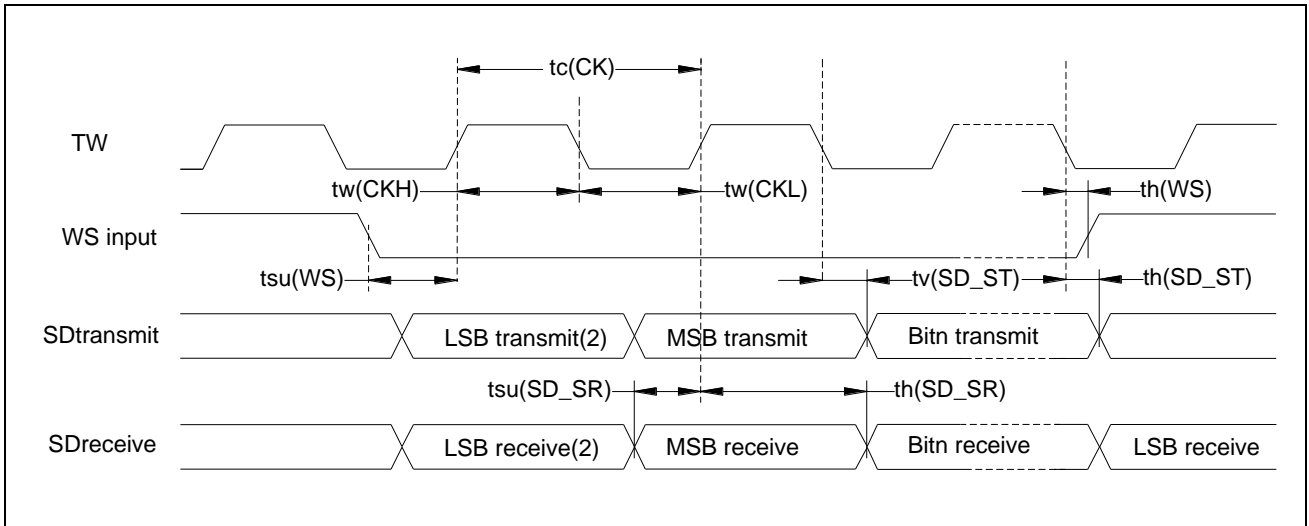 tc(CK)
TW
tw(CKH)
tw(CKL)
th(WS)
WS input
tsu(WS)
tv(SD_ST)
th(SD_ST)
SDtransmit
LSB transmit(2)
MSB transmit
Bitn transmit
tsu(SD_SR)
th(SD_SR)
SDreceive
LSB receive(2)
MSB receive
Bitn receive
LSB receive